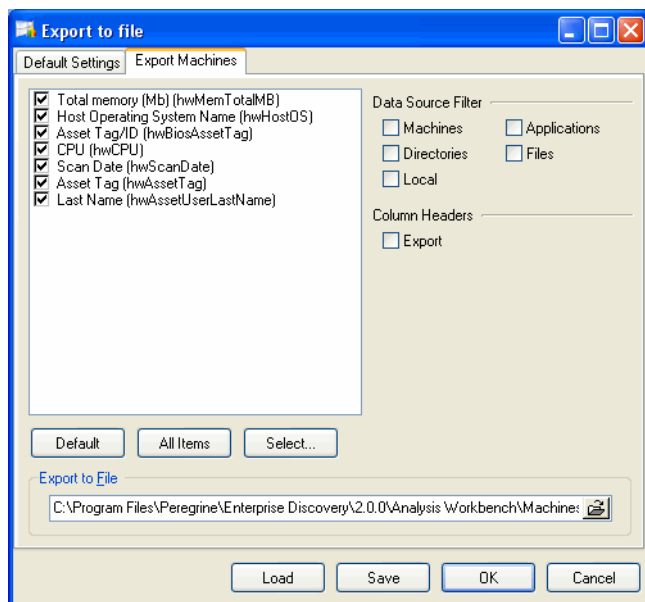 Export to file
Default Settings
Export Machines
Total memory (Mb) (hwMemTotalMB)
Host Operating System Name (hwHostOS)
Asset Tag/ID (hwBiosAssetTag)
CPU (hwCPU)
Scan Date (hwScanDate)
Asset Tag (hwAssetTag)
Last Name (hwAssetUserLastName)
Data Source Filter
Machines
Applications
Directories
Files
Local
Column Headers
Export
Default
All Items
Select...
Export to File
C:\Program Files\Peregrine\Enterprise Discovery\2.0.0\Analysis Workbench\Machines
Load
Save
OK
Cancel